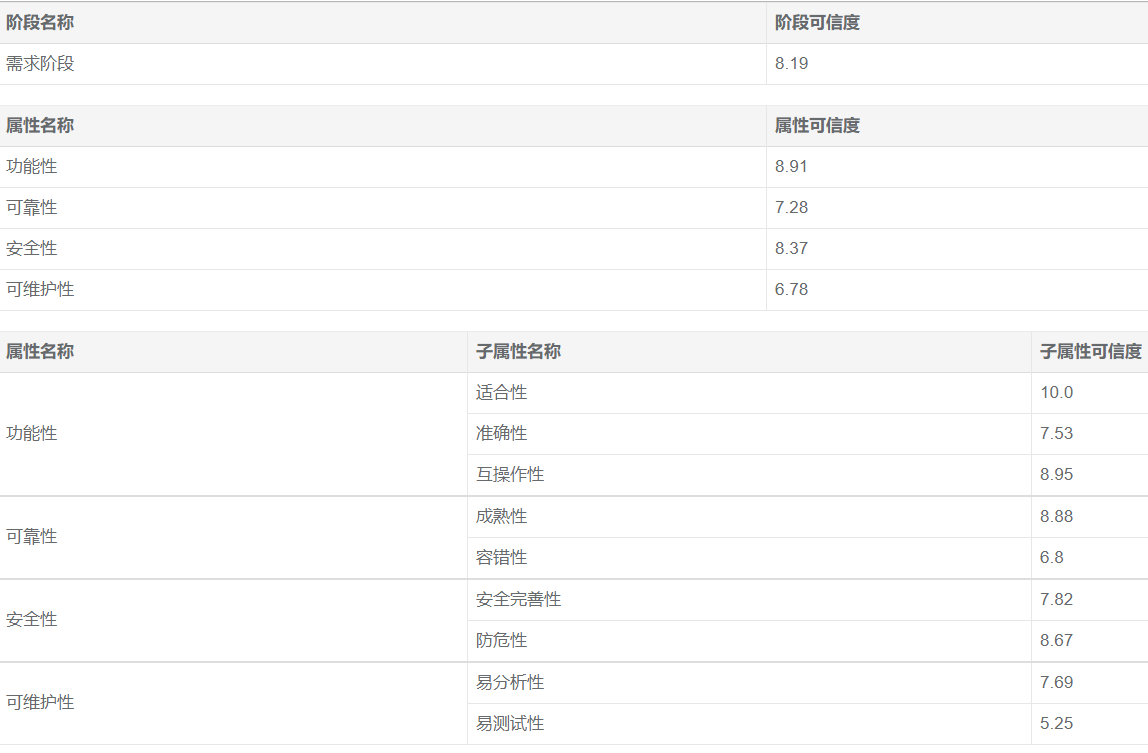 阶段名称 阶段可信度
需求阶段 8.19
属性名称 属性可信度
功能性 8.91
可靠性 7.28
安全性 8.37
可维护性 6.78
属性名称 子属性名称 子属性可信度
功能性 适合性 10.0
准确性 7.53
互操作性 8.95
可靠性 成熟性 8.88
容错性 6.8
安全性 安全完善性 7.82
防危性 8.67
可维护性 易分析性 7.69
易测试性 5.25